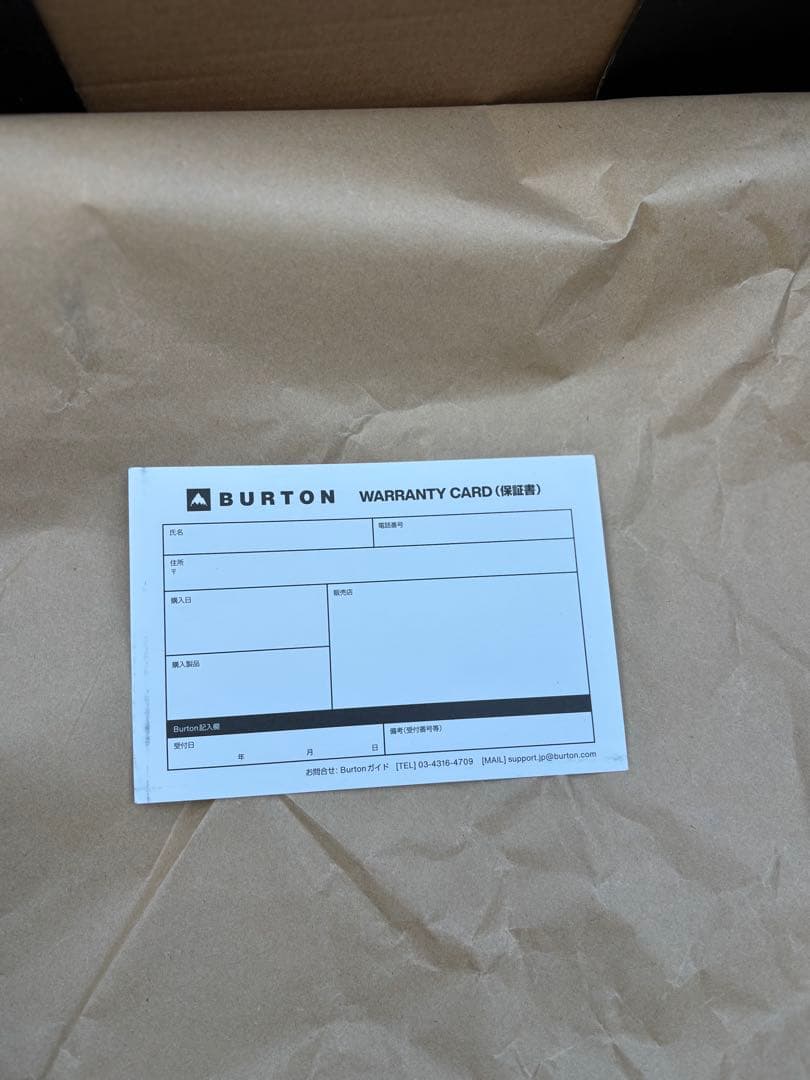 BURTON WARRANTY CARD(保証書)
氏名 電話番号
住所
〒
購入日 販売店
購入製品
Burton記入欄
受付日 年 月 日 備考(受付番号等)
お問合せ: Burtonガイド [TEL] 03-4316-4709 [MAIL] support.jp@burton.com